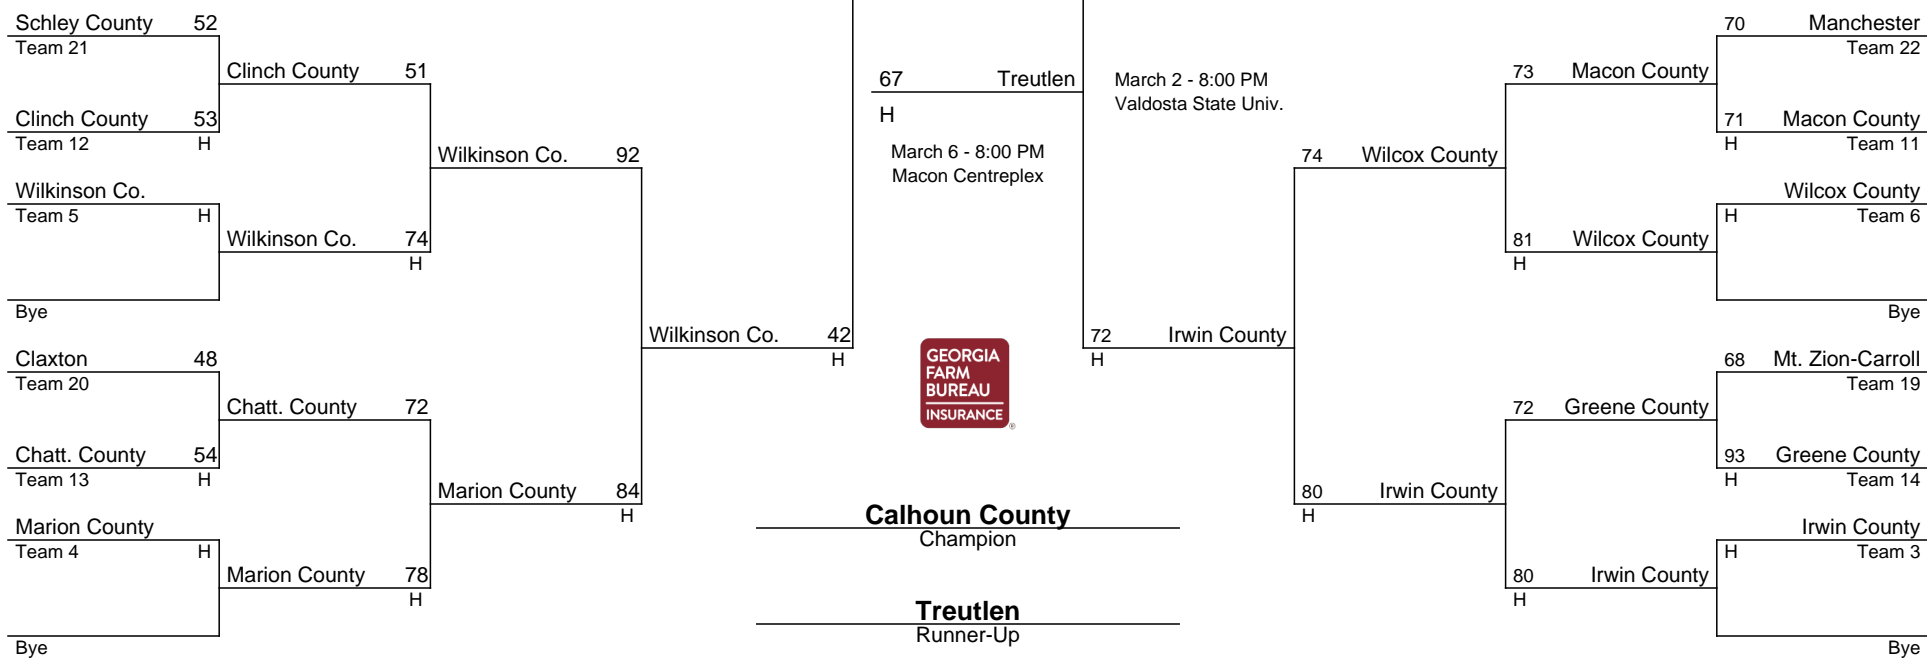 Schley County 52
Team 21
Clinch County 51
Clinch County 53
Team 12 H
Wilkinson Co. 92
Wilkinson Co.
Team 5 H
Wilkinson Co. 74
H
Bye
Wilkinson Co. 42
H
Claxton 48
Team 20
Chatt. County 72
Chatt. County 54
Team 13 H
Marion County 84
H
Marion County
Team 4 H
Marion County 78
H
Bye
67 Treutlen
H
March 6 - 8:00 PM
Macon Centreplex
GEORGIA
FARM
BUREAU
INSURANCE
®
Calhoun County
Champion
Treutlen
Runner-Up
March 2 - 8:00 PM
Valdosta State Univ.
70 Manchester
Team 22
73 Macon County
71 Macon County
H Team 11
74 Wilcox County
Wilcox County
H Team 6
81 Wilcox County
H
Bye
72 Irwin County
H
68 Mt. Zion-Carroll
Team 19
72 Greene County
93 Greene County
H Team 14
80 Irwin County
H
Irwin County
H Team 3
80 Irwin County
H
Bye